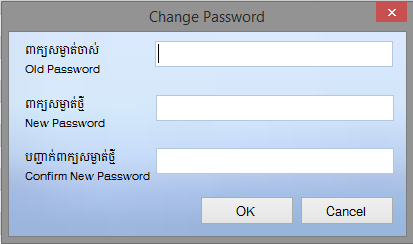 Change Password
ពាក្យសម្ងាត់ចាស់
Old Password
ពាក្យសម្ងាត់ថ្មី
New Password
បញ្ជាក់ពាក្យសម្ងាត់ថ្មី
Confirm New Password
OK Cancel